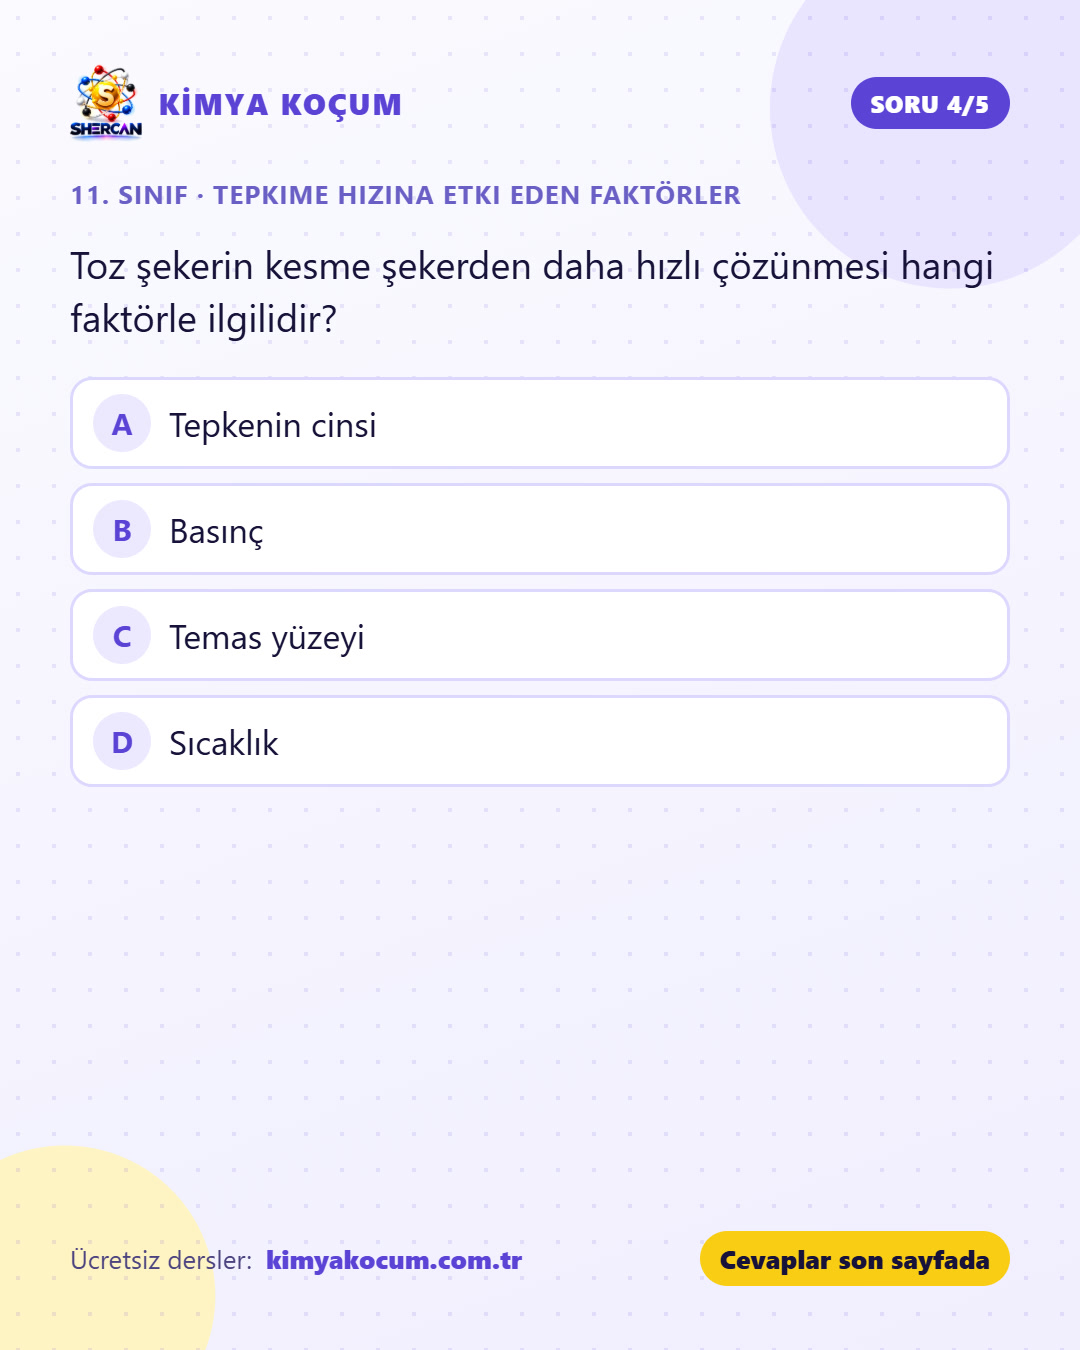 SHERCAN
KİMYA KOÇUM
SORU 4/5
11. SINIF · TEPKIME HIZINA ETKI EDEN FAKTÖRLER
Toz şekerin kesme şekerden daha hızlı çözünmesi hangi
faktörle ilgilidir?
A Tepkenin cinsi
B Basınç
C Temas yüzeyi
D Sıcaklık
Ücretsiz dersler: kimyakocum.com.tr
Cevaplar son sayfada